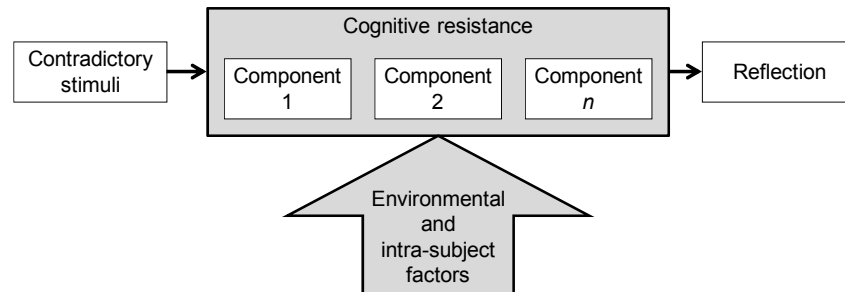 Cognitive resistance
Contradictory
stimuli
Component
1
Component
2
Component
n
Reflection
Environmental
and
intra-subject
factors